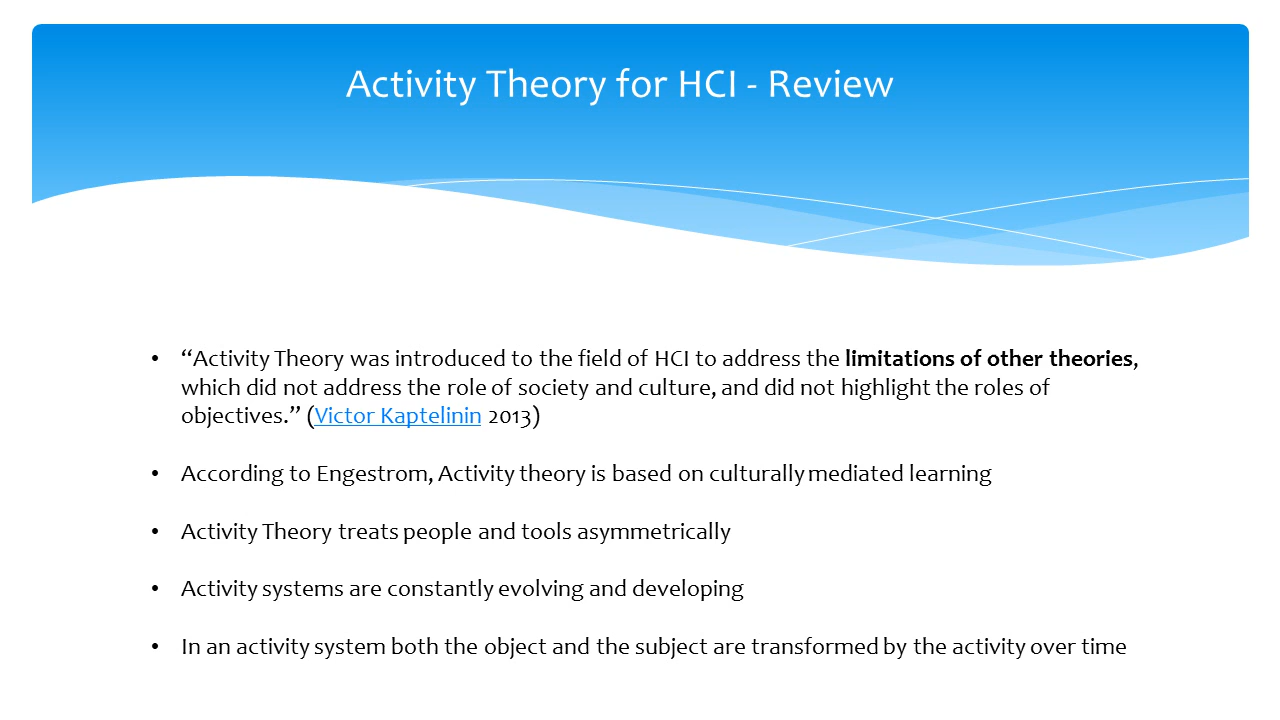 Activity Theory for HCI - Review
• “Activity Theory was introduced to the field of HCI to address the limitations of other theories,
which did not address the role of society and culture, and did not highlight the roles of
objectives.” (Victor Kaptelinin 2013)
• According to Engestrom, Activity theory is based on culturally mediated learning
• Activity Theory treats people and tools asymmetrically
• Activity systems are constantly evolving and developing
• In an activity system both the object and the subject are transformed by the activity over time